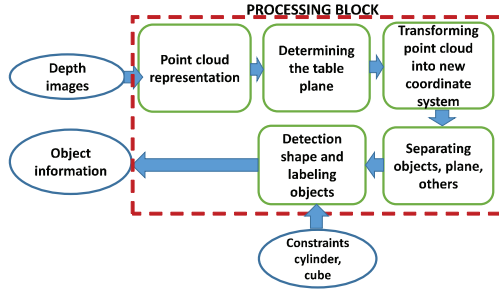 PROCESSING BLOCK
Depth
images
Point cloud
representation
Determining
the table
plane
Transforming
point cloud
into new
coordinate
system
Object
information
Detection
shape and
labeling
objects
Separating
objects, plane,
others
Constraints
cylinder,
cube